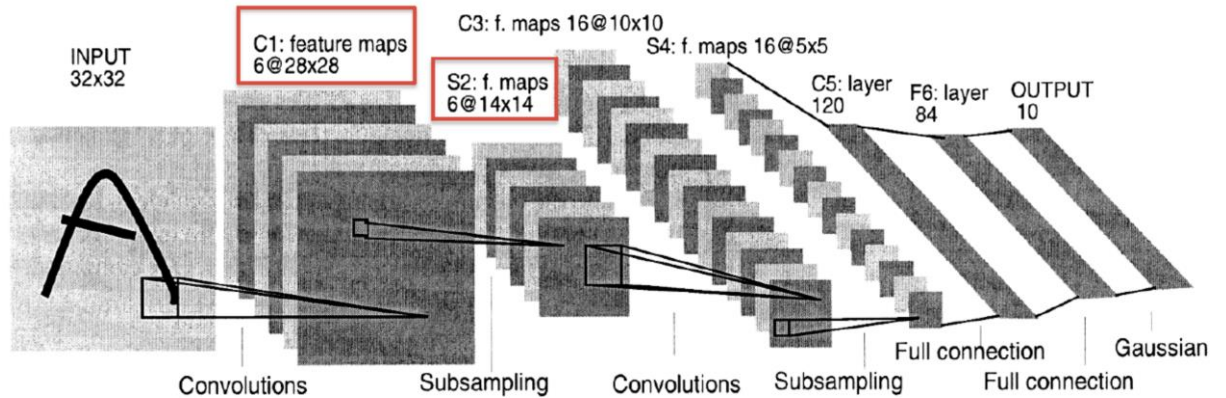 INPUT
32x32
C1: feature maps
6@28x28
S2: f. maps
6@14x14
C3: f. maps 16@10x10
S4: f. maps 16@5x5
C5: layer
120
F6: layer
84
OUTPUT
10
Convolutions
Subsampling
Convolutions
Subsampling
Full connection
Full connection
Gaussian